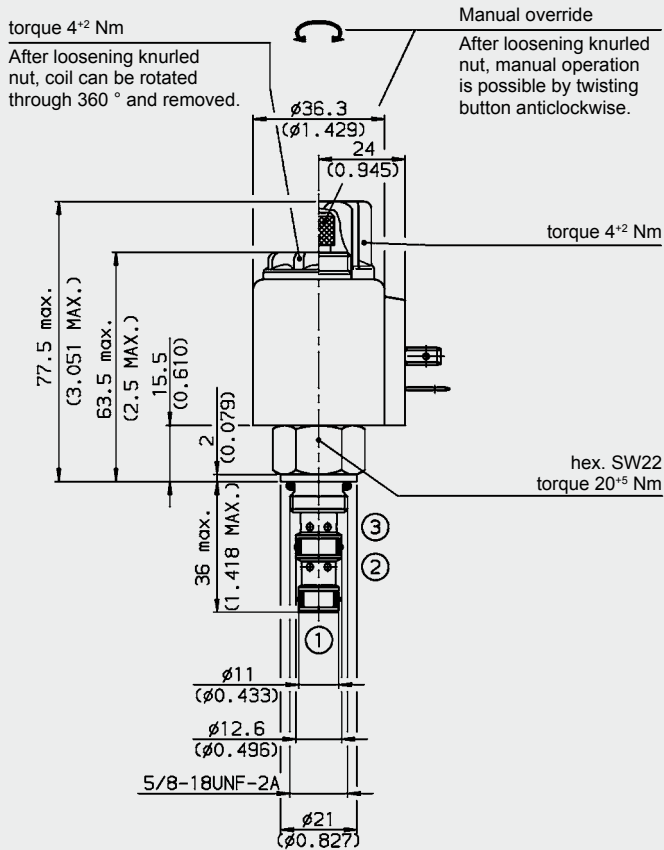 torque 4+2 Nm
After loosening knurled
nut, coil can be rotated
through 360 ° and removed.
Manual override
After loosening knurled
nut, manual operation
is possible by twisting
button anticlockwise.
ø36.3
(ø1.429)
24
(0.945)
torque 4+2 Nm
77.5 max.
(3.051 MAX.)
63.5 max.
(2.5 MAX.)
15.5
(0.610)
2
(0.079)
hex. SW22
torque 20+5 Nm
36 max.
(1.418 MAX.)
3
2
1
ø11
(ø0.433)
ø12.6
(ø0.496)
5/8-18UNF-2A
ø21
(ø0.827)